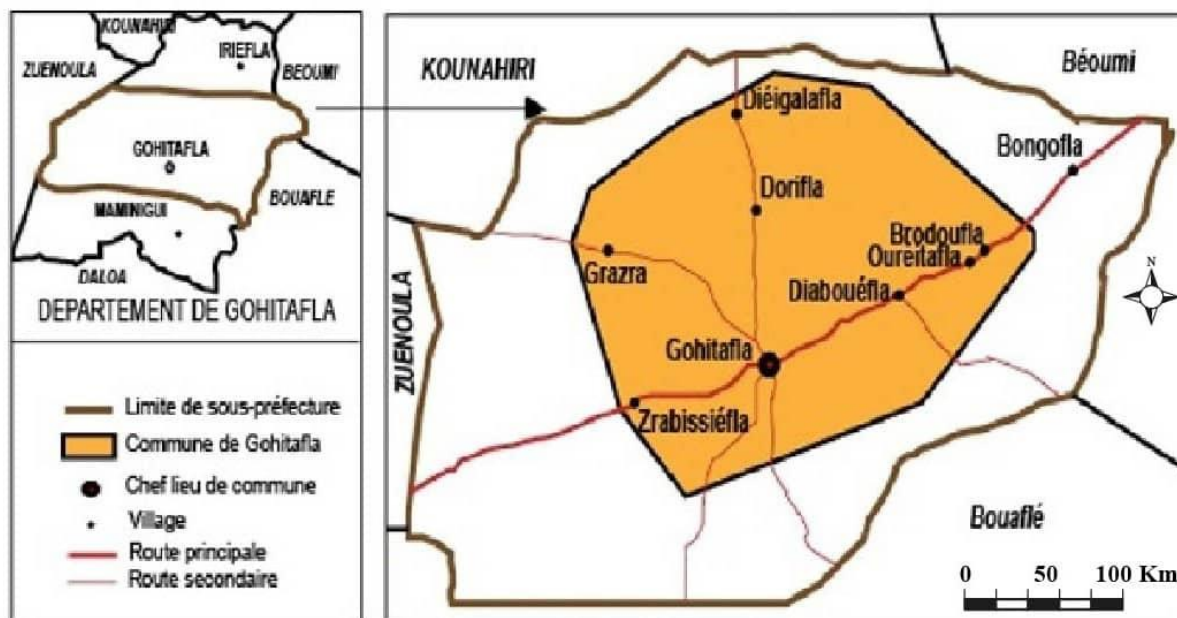 KOUNAHIRI
IRIEFLA
ZUENOULA
BEOUMI
GOHITAFLA
BOUAFLE
MAMINIGUI
DALOA
DEPARTEMENT DE GOHITAFLA
Limite de sous-préfecture
Commune de Gohitafla
Chef lieu de commune
Village
Route principale
Route secondaire
KOUNAHIRI
Béoumi
Diéigalafla
Bongofla
Dorifla
Brodoufla
Grazra
Oureitafla
Diabouéfla
N
ZUENOULA
Gohitafla
Zrabissiéfla
Bouaflé
0 50 100 Km